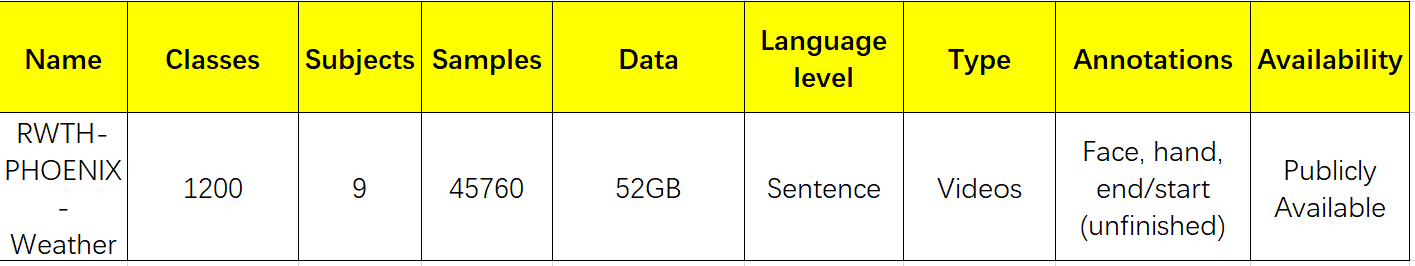 Name Classes Subjects Samples Data Language level Type Annotations Availability
RWTH-
PHOENIX
-
Weather
1200 9 45760 52GB Sentence Videos
Face, hand,
end/start
(unfinished)
Publicly
Available